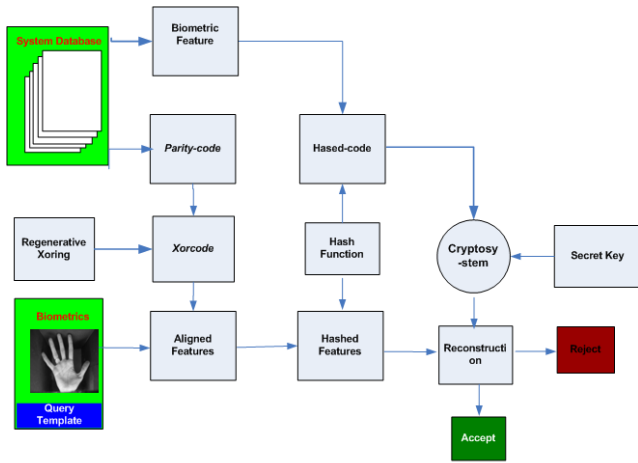 System Database
Biometric
Feature
Parity-code
Hased-code
Regenerative
Xoring
Xorcode
Hash
Function
Cryptosy
-stem
Secret Key
Biometrics
Query
Template
Aligned
Features
Hashed
Features
Reconstructi
on
Reject
Accept